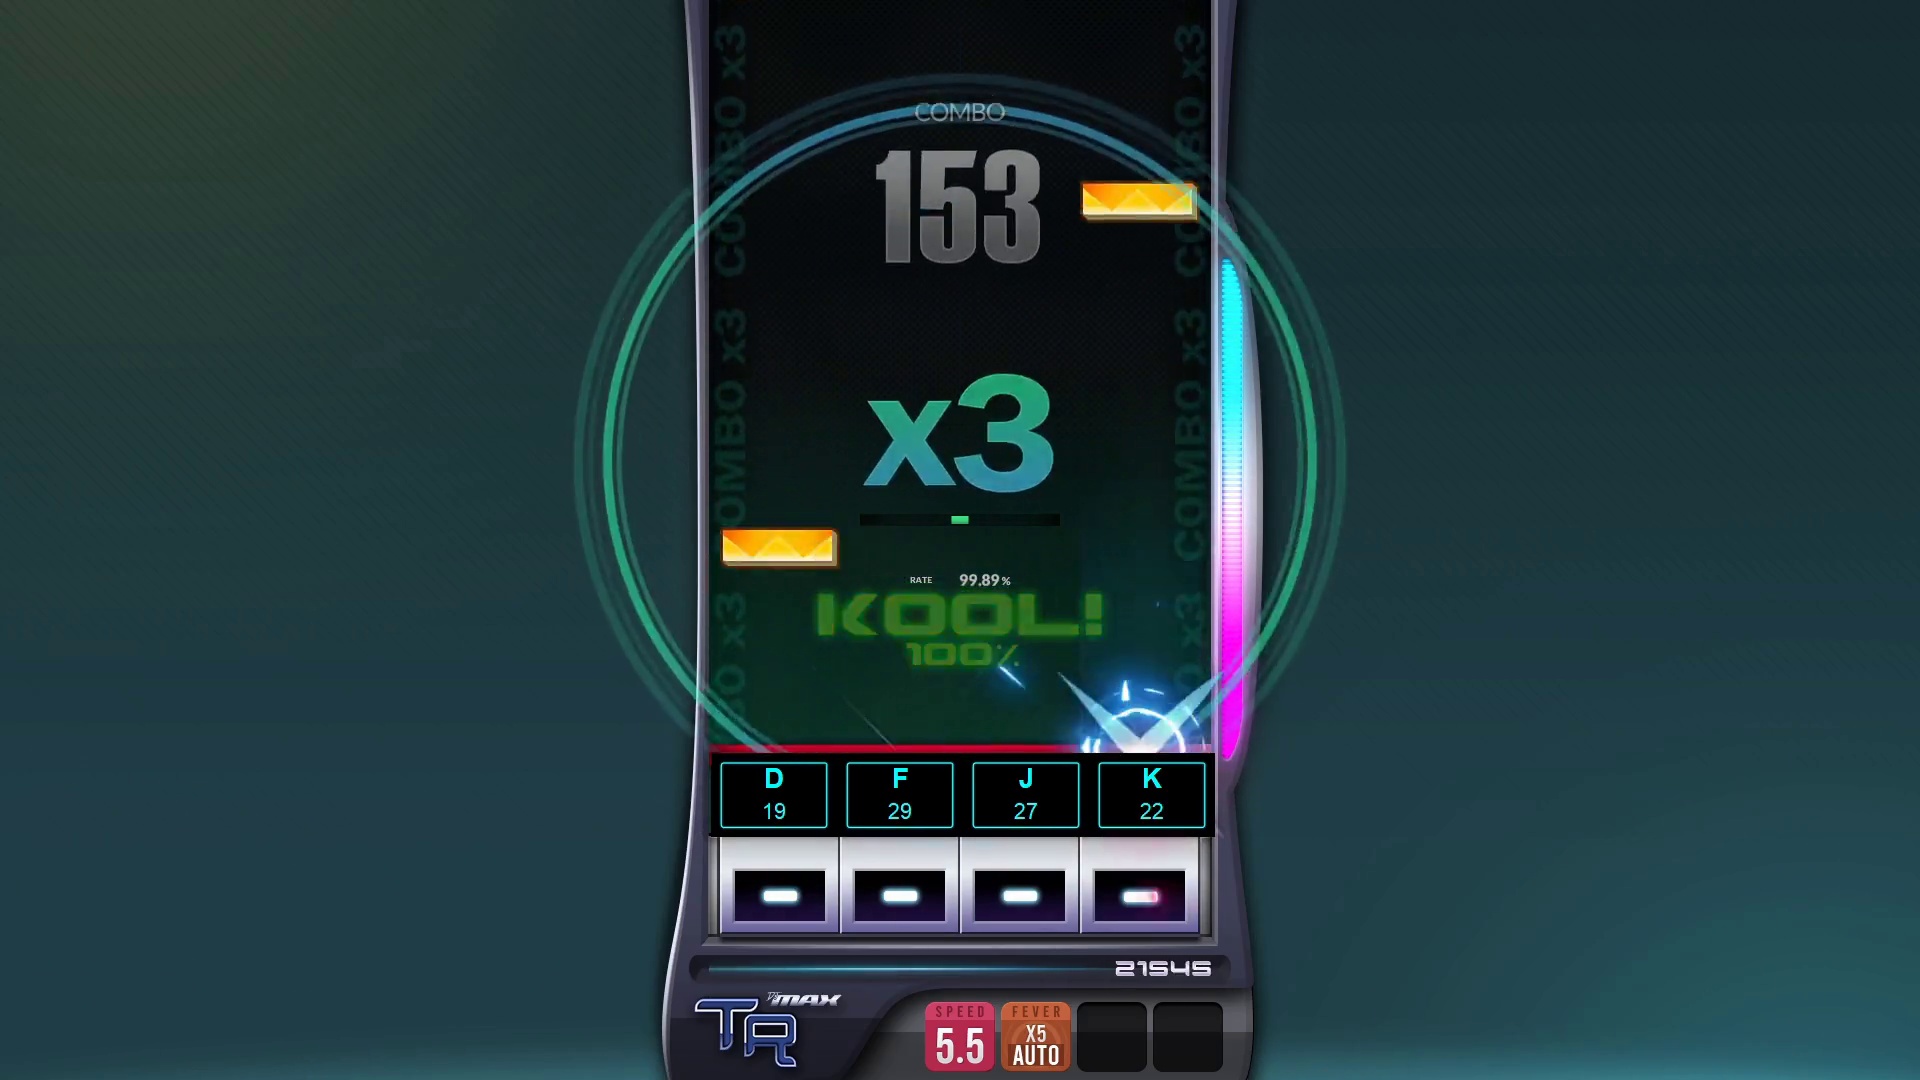 COMBO
153
x3
RATE 99.89%
KOOL!
100%
COMBO x3 COMBO x3 COMBO x3
COMBO x3 COMBO x3 COMBO x3
D F J K
19 29 27 22
21545
MAX
TR
SPEED
5.5
FEVER
X5
AUTO